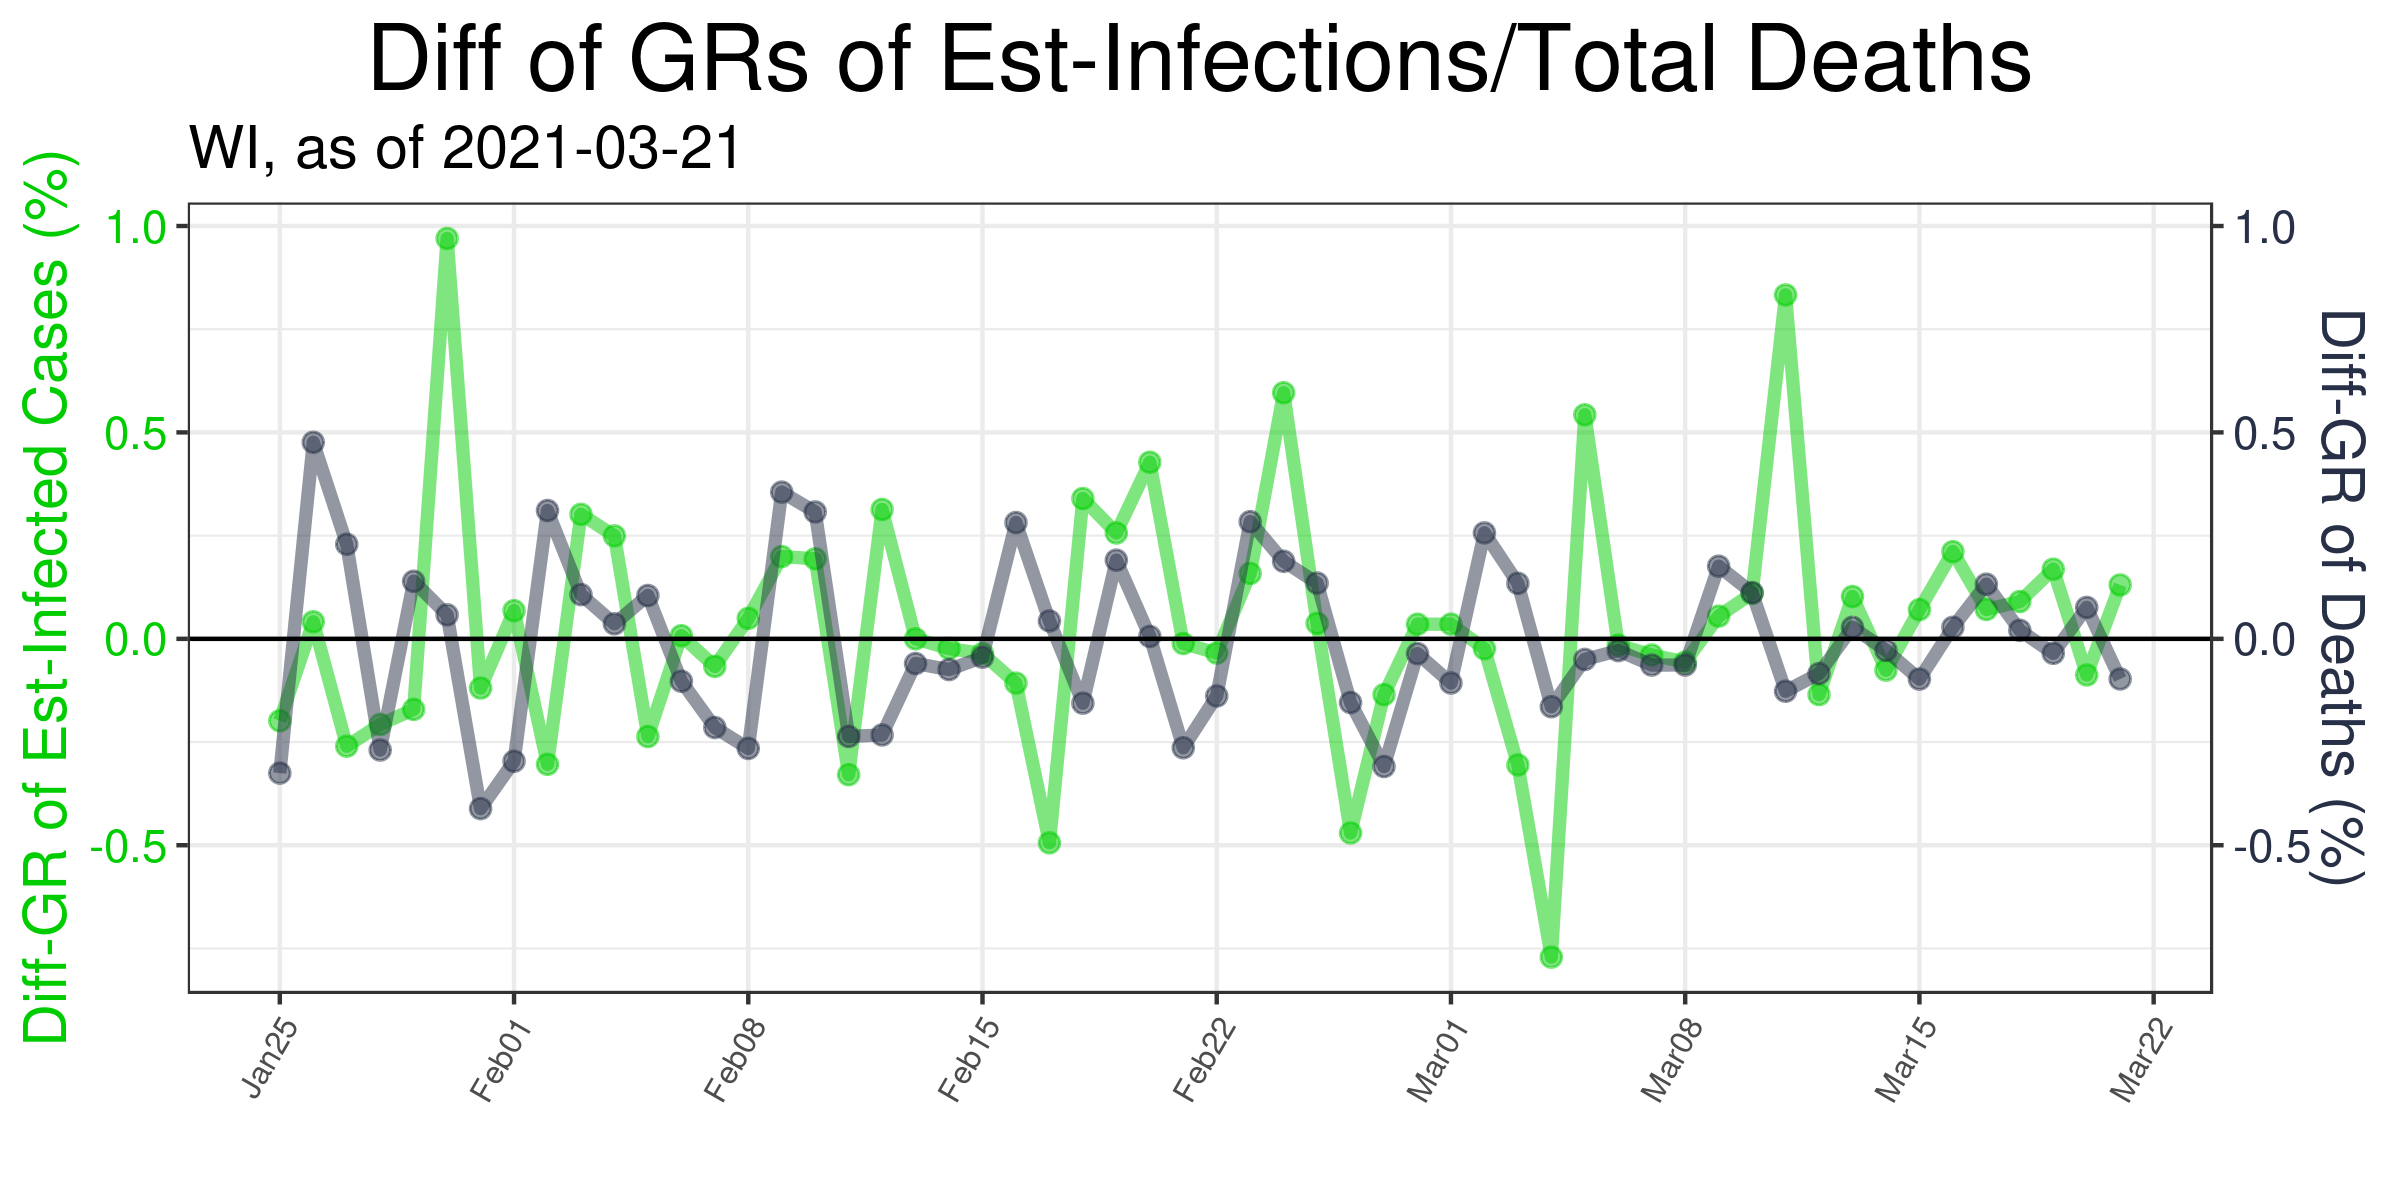 Diff of GRs of Est-Infections/Total Deaths
WI, as of 2021-03-21
Diff-GR of Est-Infected Cases (%)
1.0
0.5
0.0
-0.5
1.0
0.5
0.0
-0.5
Diff-GR of Deaths (%)
Jan25
Feb01
Feb08
Feb15
Feb22
Mar01
Mar08
Mar15
Mar22